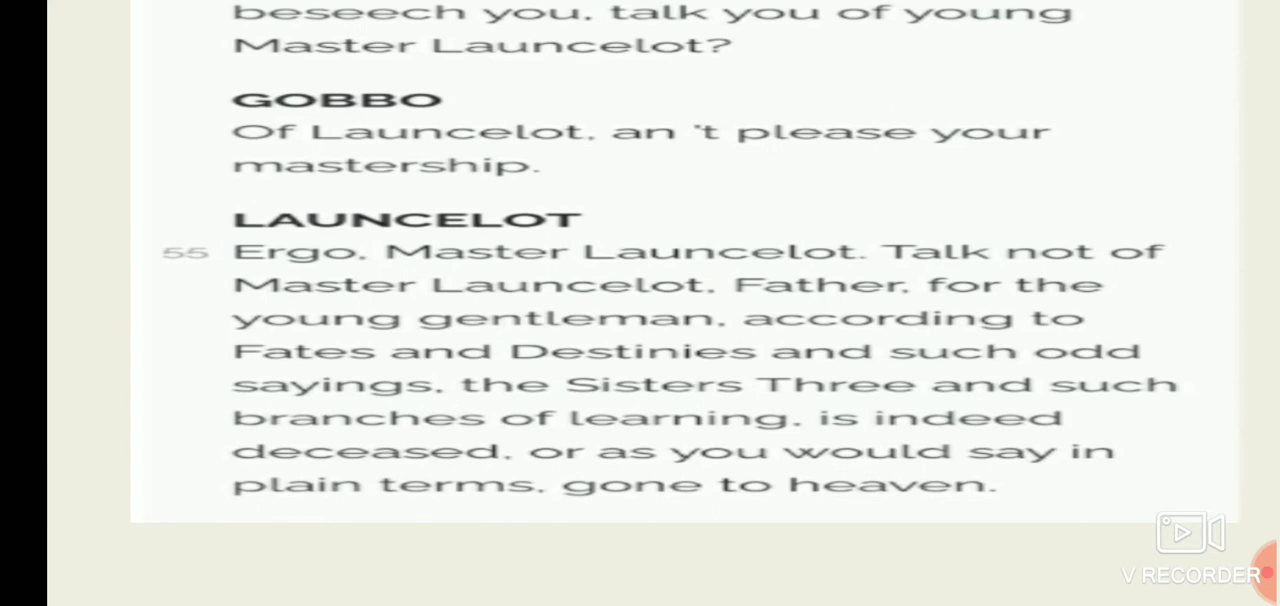 beseech you, talk you of young
Master Launcelot?
GOBBO
Of Launcelot, an 't please your
mastership.
LAUNCELOT
55 Ergo, Master Launcelot. Talk not of
Master Launcelot, Father, for the
young gentleman, according to
Fates and Destinies and such odd
sayings, the Sisters Three and such
branches of learning, is indeed
deceased, or as you would say in
plain terms, gone to heaven.
V RECORDER